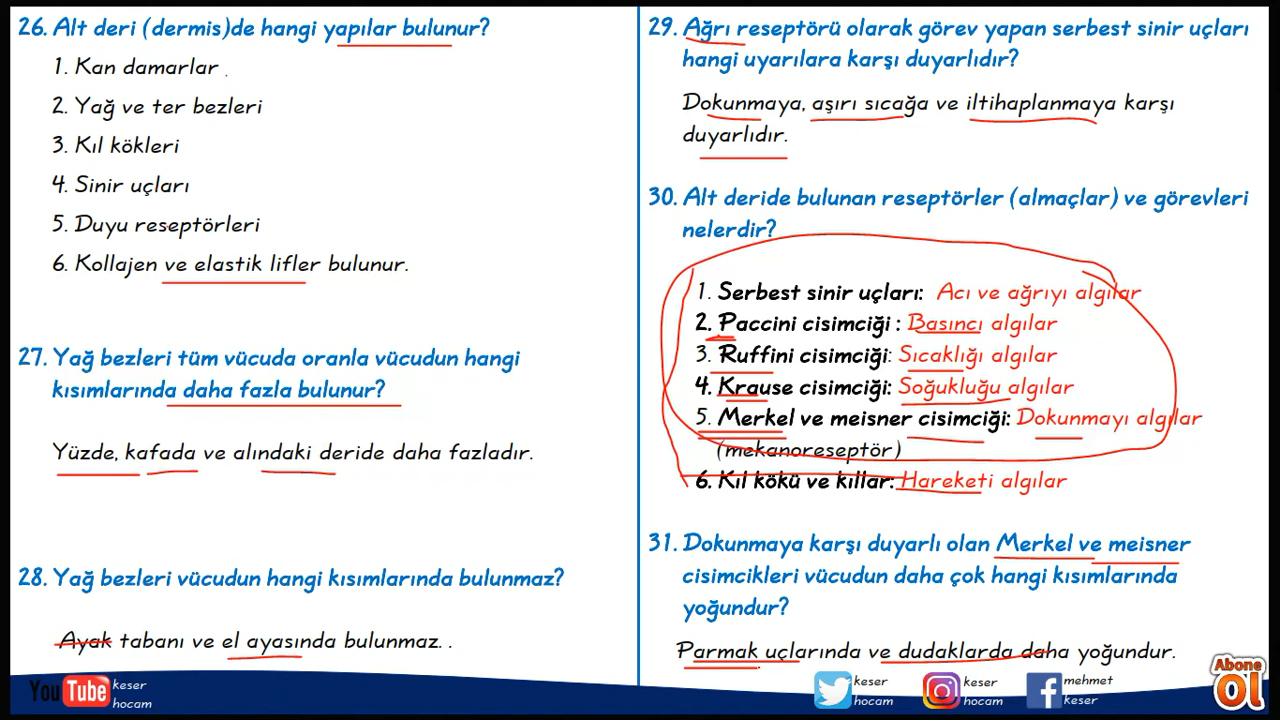 26. Alt deri (dermis)de hangi yapılar bulunur?
1. Kan damarlar .
2. Yağ ve ter bezleri
3. Kıl kökleri
4. Sinir uçları
5. Duyu reseptörleri
6. Kollajen ve elastik lifler bulunur.
27. Yağ bezleri tüm vücuda oranla vücudun hangi
kısımlarında daha fazla bulunur?
Yüzde, kafada ve alındaki deride daha fazladır.
28. Yağ bezleri vücudun hangi kısımlarında bulunmaz?
Ayak tabanı ve el ayasında bulunmaz. .
29. Ağrı reseptörü olarak görev yapan serbest sinir uçları
hangi uyarılara karşı duyarlıdır?
Dokunmaya, aşırı sıcağa ve iltihaplanmaya karşı
duyarlıdır.
30. Alt deride bulunan reseptörler (almaçlar) ve görevleri
nelerdir?
1. Serbest sinir uçları: Acı ve ağrıyı algılar
2. Paccini cisimciği : Basıncı algılar
3. Ruffini cisimciği: Sıcaklığı algılar
4. Krause cisimciği: Soğukluğu algılar
5. Merkel ve meisner cisimciği: Dokunmayı algılar
(mekanoreseptör)
6. Kıl kökü ve kıllar: Hareketi algılar
31. Dokunmaya karşı duyarlı olan Merkel ve meisner
cisimcikleri vücudun daha çok hangi kısımlarında
yoğundur?
Parmak uçlarında ve dudaklarda daha yoğundur.
YouTube keser
hocam
keser
hocam
keser
hocam
mehmet
keser
Abone
OL